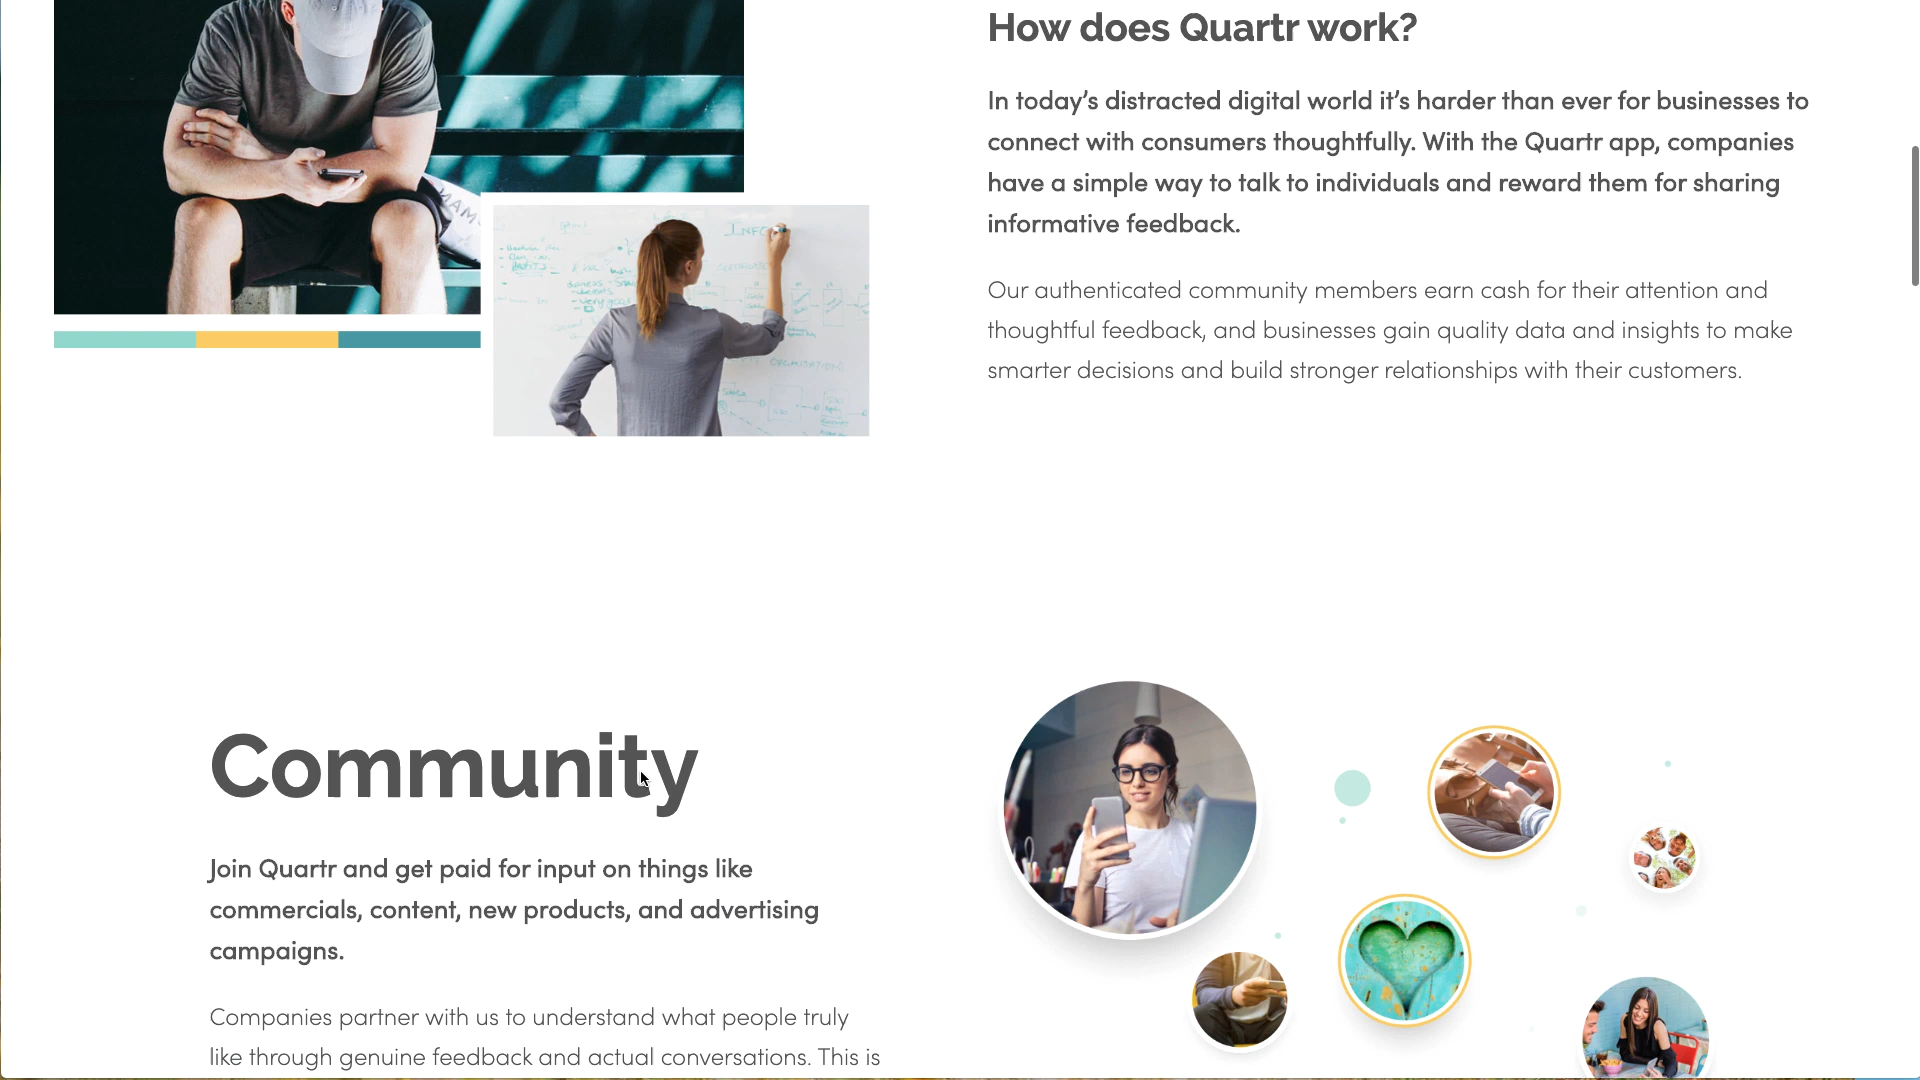 How does Quartr work?
In today's distracted digital world it's harder than ever for businesses to
connect with consumers thoughtfully. With the Quartr app, companies
have a simple way to talk to individuals and reward them for sharing
informative feedback.
Our authenticated community members earn cash for their attention and
thoughtful feedback, and businesses gain quality data and insights to make
smarter decisions and build stronger relationships with their customers.
Community
Join Quartr and get paid for input on things like
commercials, content, new products, and advertising
campaigns.
Companies partner with us to understand what people truly
like through genuine feedback and actual conversations. This is